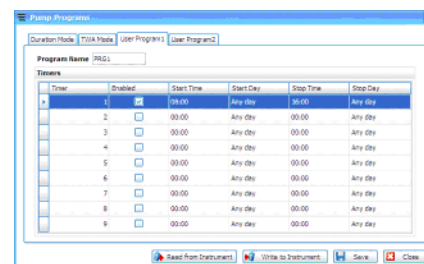 Pump Programs
Duration Mode TWA Mode User Program1 User Program2
Program Name PRG1
Timers
Timer Enabled Start Time Start Day Stop Time Stop Day
1 08:00 Any day 16:00 Any day
2 00:00 Any day 00:00 Any day
3 00:00 Any day 00:00 Any day
4 00:00 Any day 00:00 Any day
5 00:00 Any day 00:00 Any day
6 00:00 Any day 00:00 Any day
7 00:00 Any day 00:00 Any day
8 00:00 Any day 00:00 Any day
9 00:00 Any day 00:00 Any day
Read from Instrument Write to Instrument Save Close